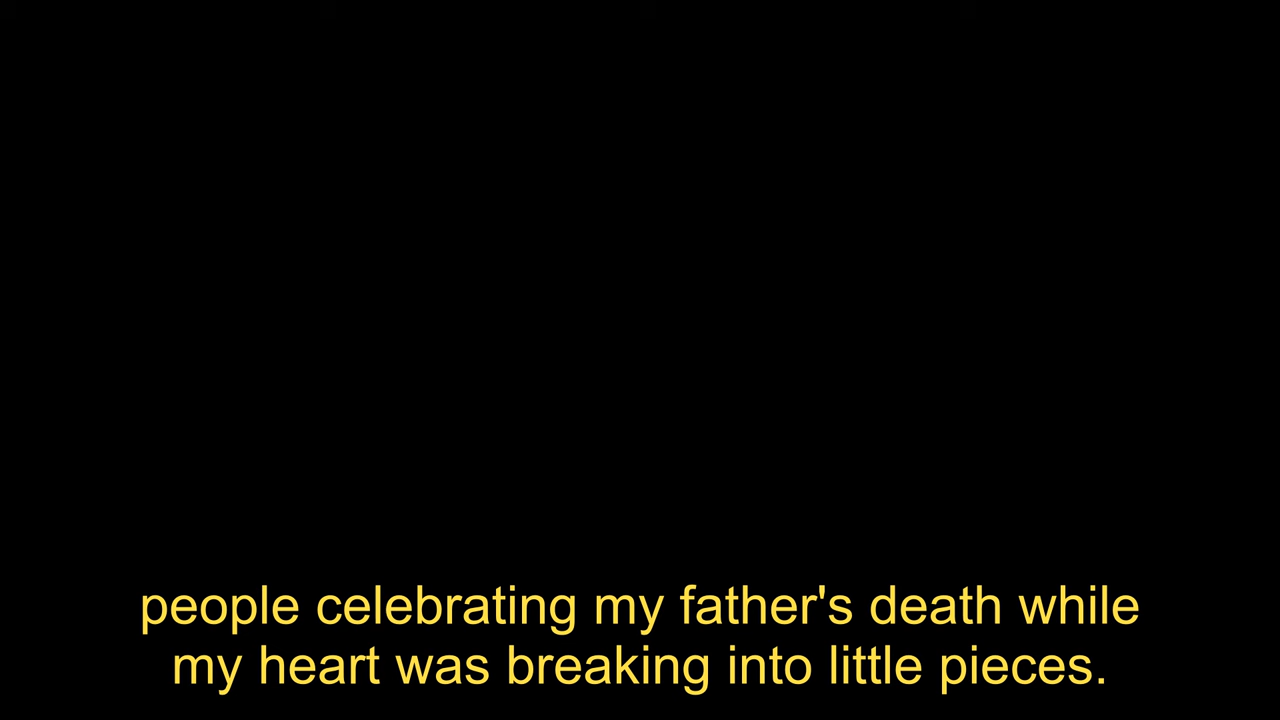 people celebrating my father's death while
my heart was breaking into little pieces.